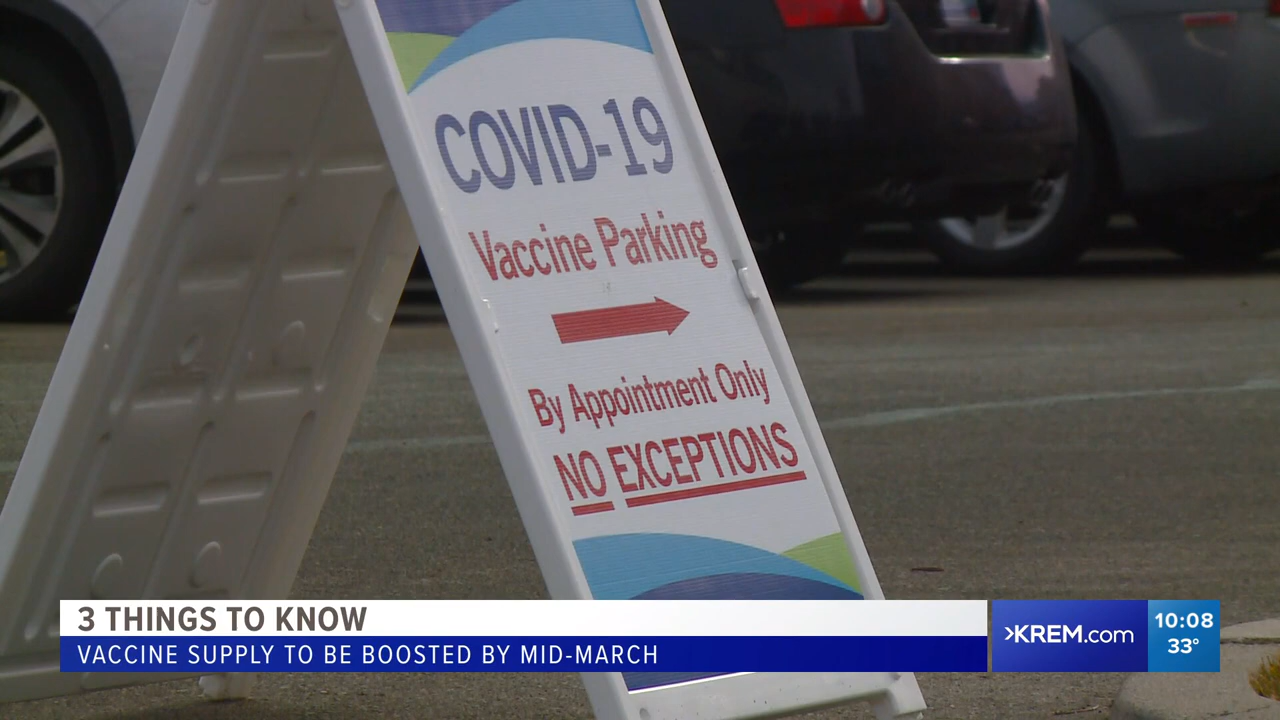 COVID-19
Vaccine Parking
By Appointment Only
NO EXCEPTIONS
3 THINGS TO KNOW
VACCINE SUPPLY TO BE BOOSTED BY MID-MARCH
KREM.com
10:08
33°